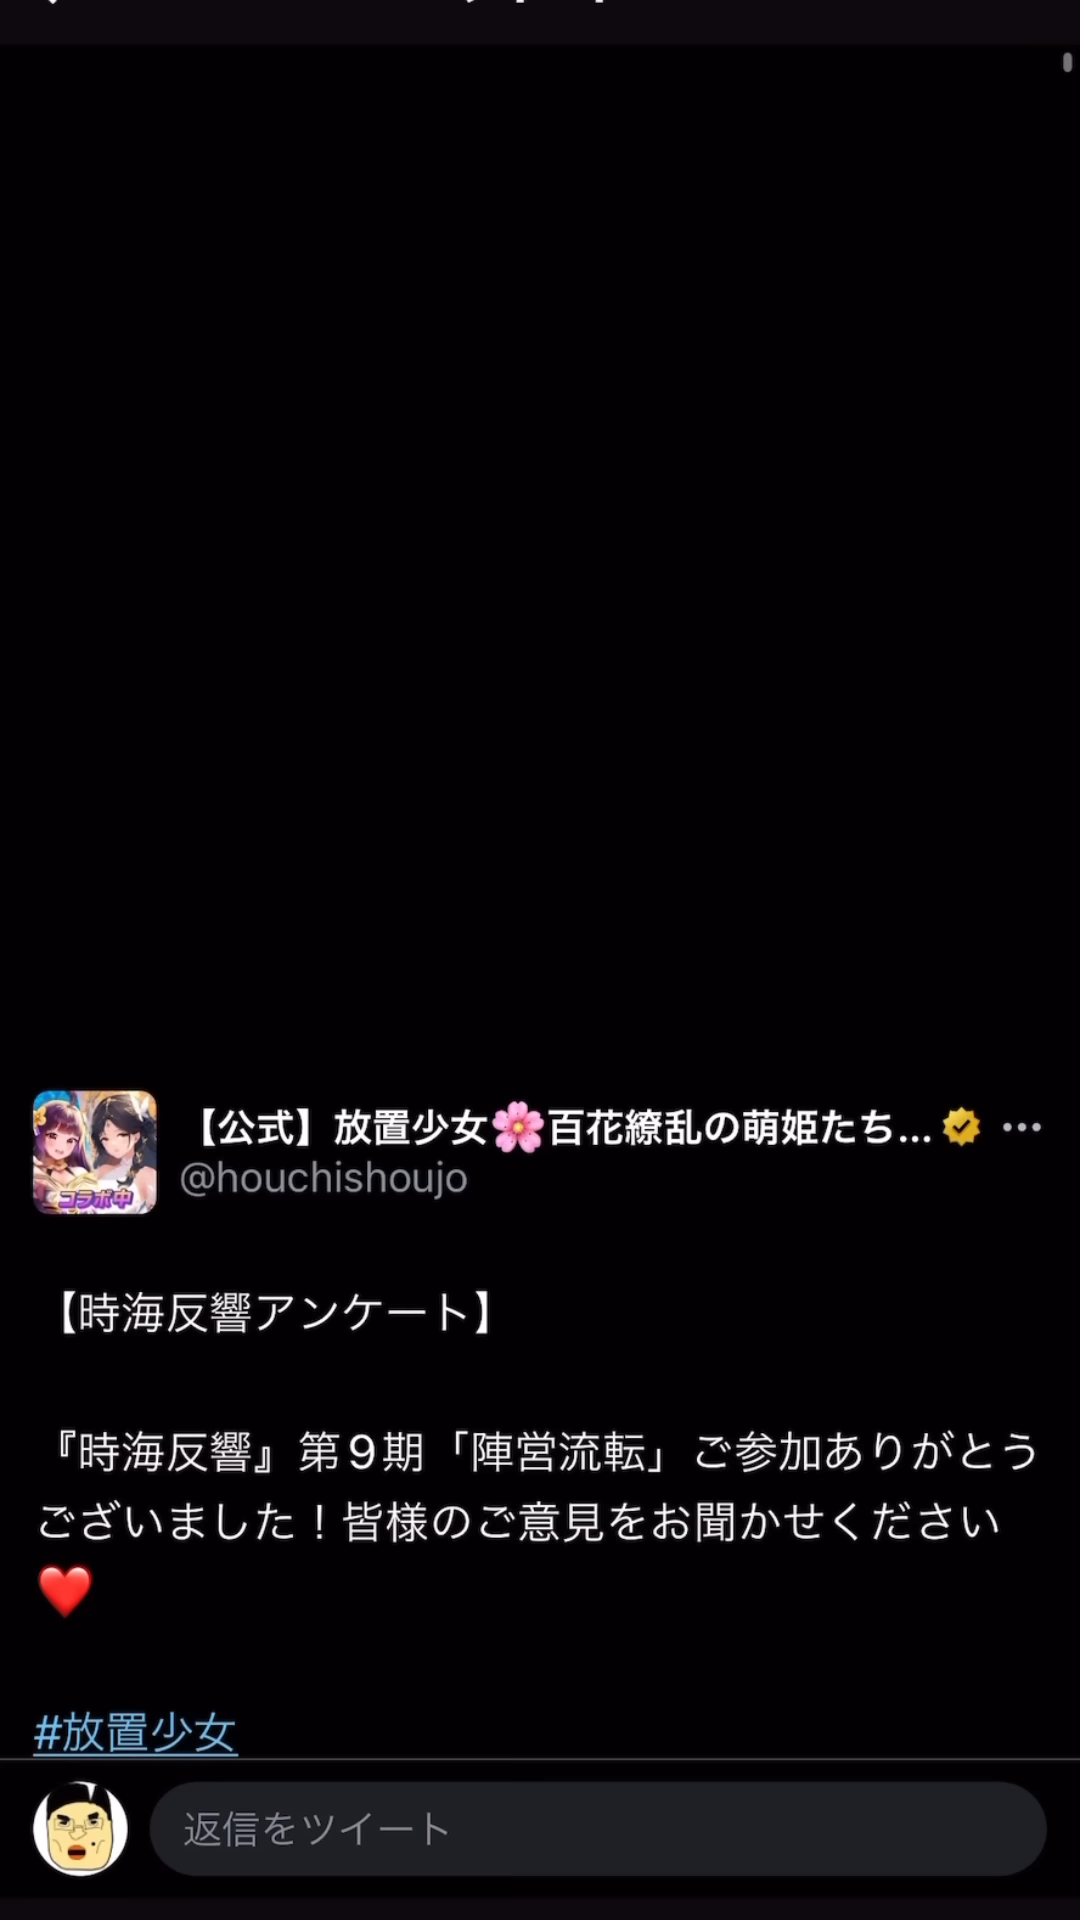 【公式】放置少女🌸百花繚乱の萌姫たち...
@houchishoujo
コラボ中
【時海反響アンケート】
『時海反響』第９期「陣営流転」ご参加ありがとう
ございました！皆様のご意見をお聞かせください
❤️
#放置少女
返信をツイート